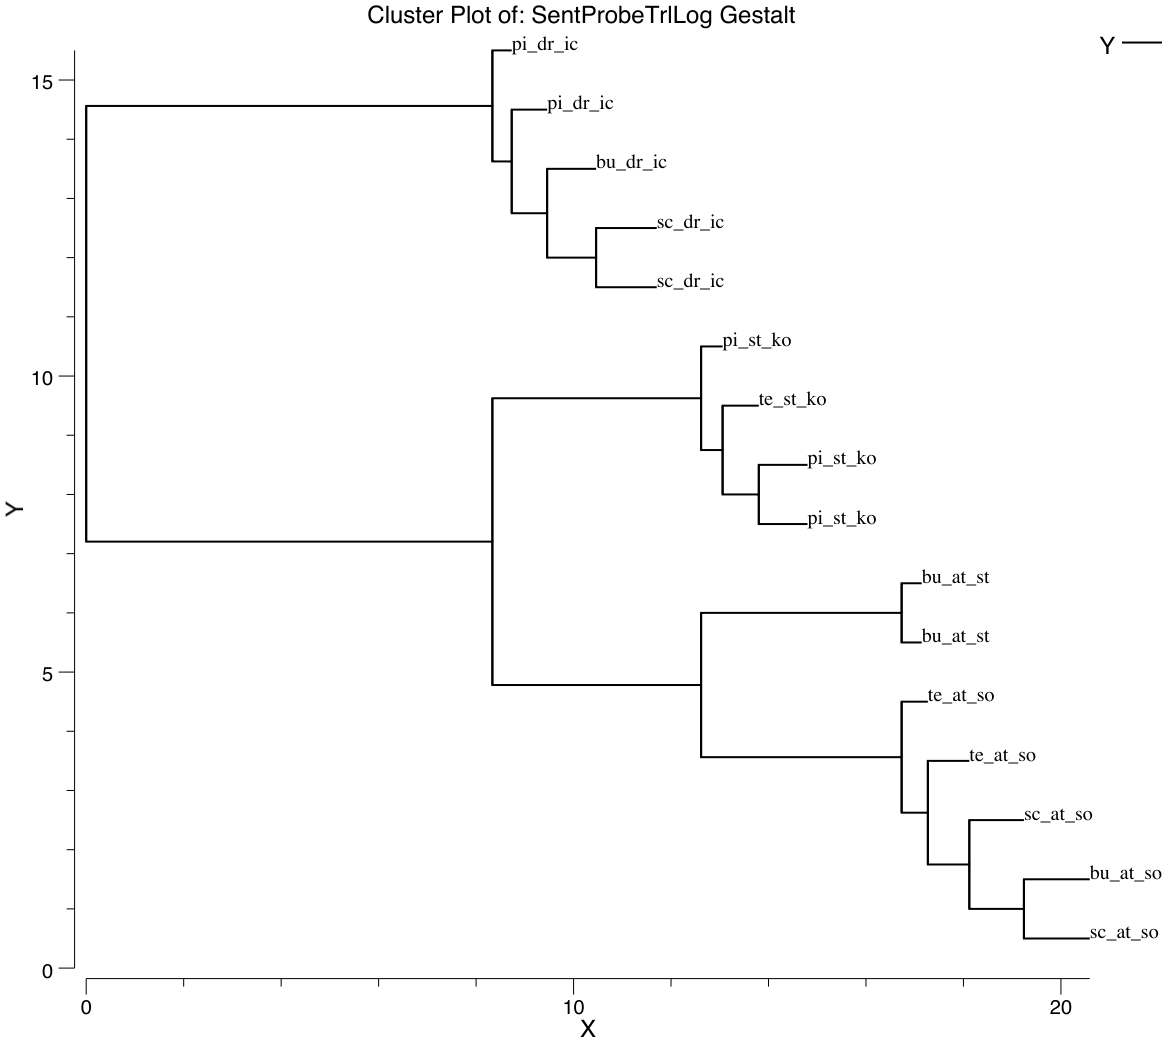 Cluster Plot of: SentProbeTrlLog Gestalt
Y
pi_dr_ic
15
pi_dr_ic
bu_dr_ic
sc_dr_ic
sc_dr_ic
pi_st_ko
10
te_st_ko
pi_st_ko
Y
pi_st_ko
bu_at_st
bu_at_st
5
te_at_so
te_at_so
sc_at_so
bu_at_so
sc_at_so
0
0 10 20
X